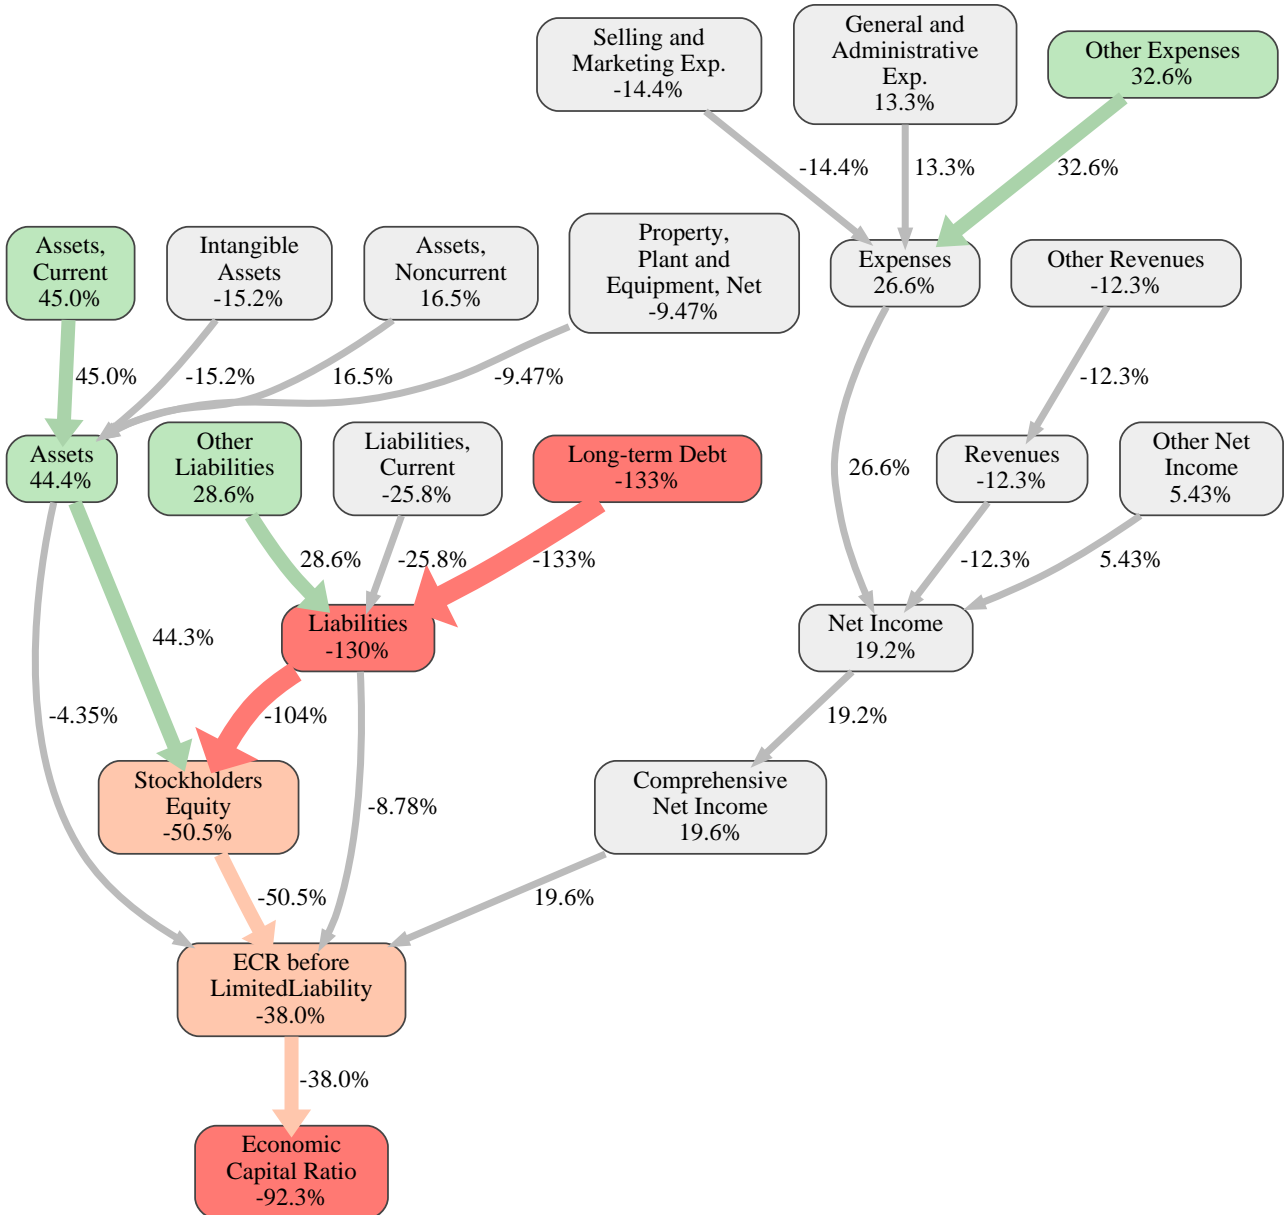 Selling and
Marketing Exp.
-14.4%
General and
Administrative
Exp.
13.3%
Other Expenses
32.6%
-14.4%
13.3%
32.6%
Assets,
Current
45.0%
Intangible
Assets
-15.2%
Assets,
Noncurrent
16.5%
Property,
Plant and
Equipment, Net
-9.47%
Expenses
26.6%
Other Revenues
-12.3%
45.0%
-15.2%
16.5%
-9.47%
-12.3%
Assets
44.4%
Other
Liabilities
28.6%
Liabilities,
Current
-25.8%
Long-term Debt
-133%
26.6%
Revenues
-12.3%
Other Net
Income
5.43%
28.6%
-25.8%
-133%
-12.3%
5.43%
44.3%
Liabilities
-130%
Net Income
19.2%
-4.35%
-104%
19.2%
Stockholders
Equity
-50.5%
-8.78%
Comprehensive
Net Income
19.6%
-50.5%
19.6%
ECR before
LimitedLiability
-38.0%
-38.0%
Economic
Capital Ratio
-92.3%